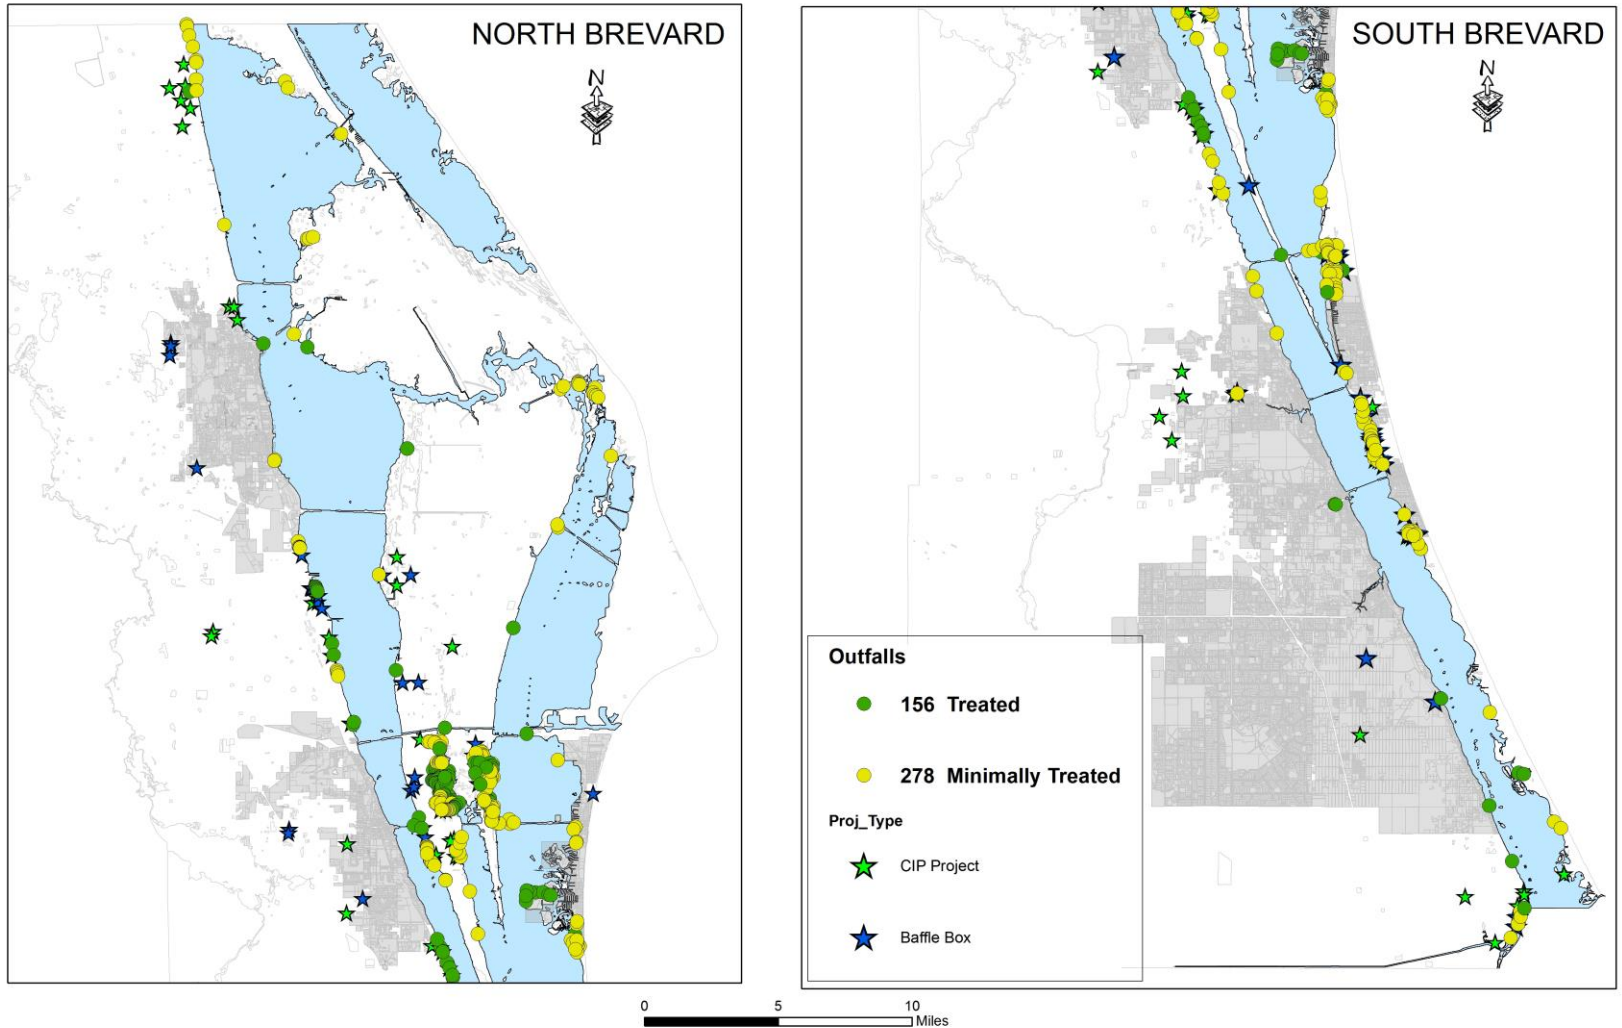 NORTH BREVARD
N
SOUTH BREVARD
N
Outfalls
156 Treated
278 Minimally Treated
Proj_Type
CIP Project
Baffle Box
0 5 10
Miles